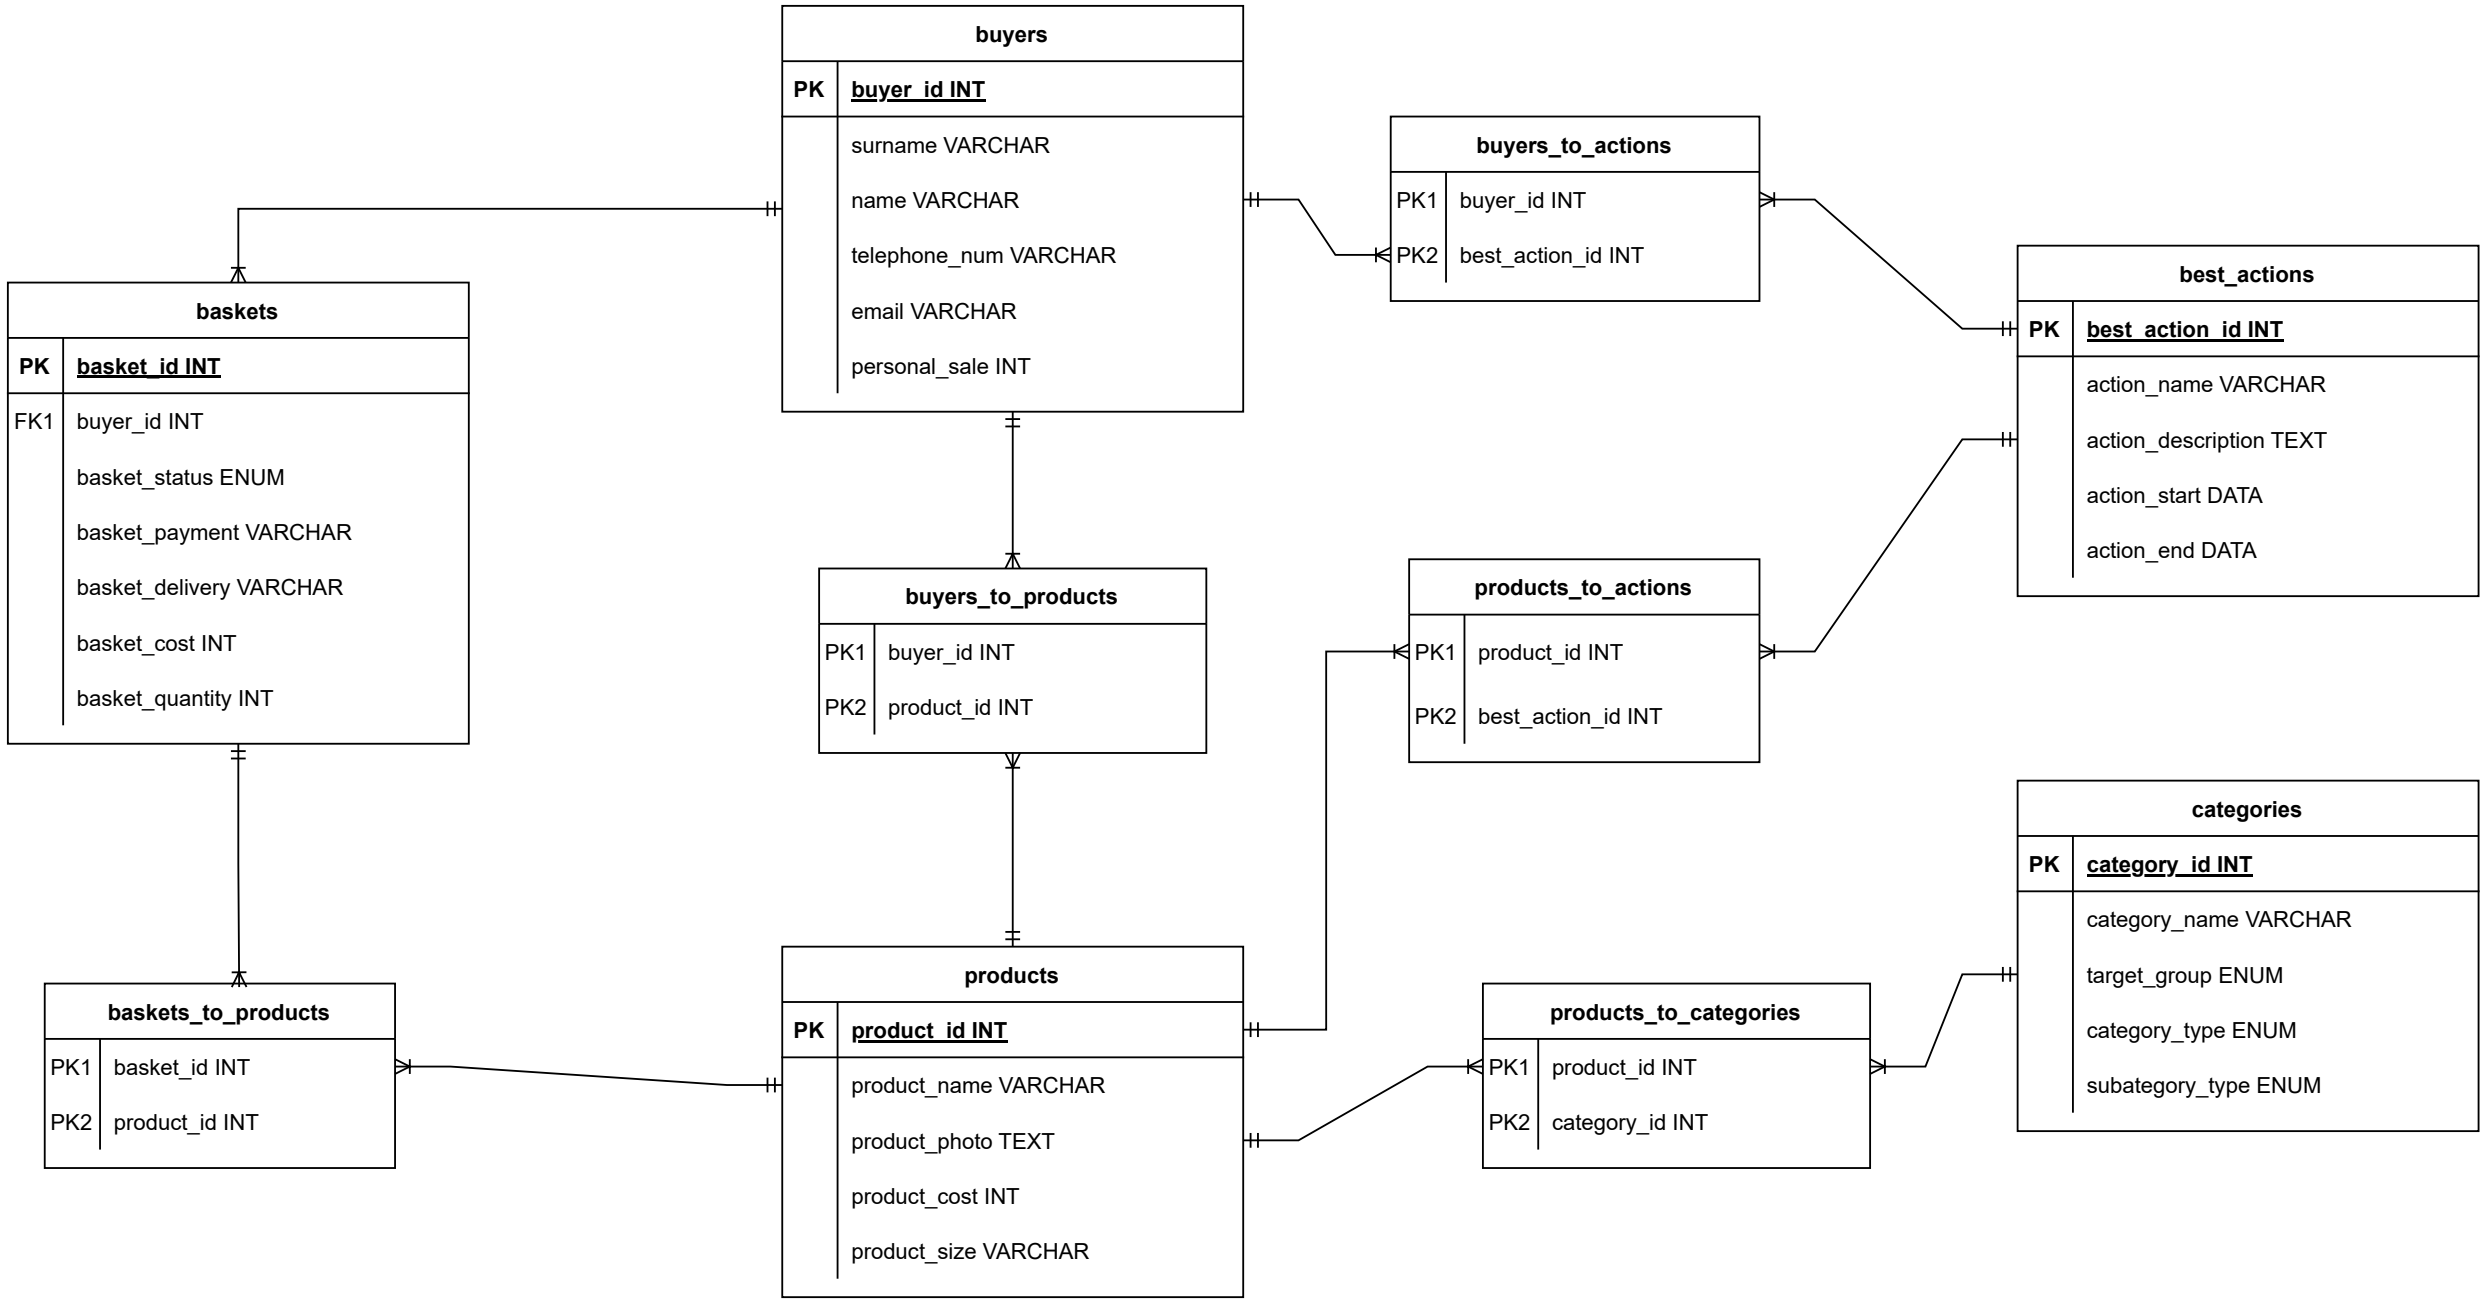 buyers
PK buyer_id INT
surname VARCHAR
name VARCHAR
telephone_num VARCHAR
email VARCHAR
personal_sale INT
buyers_to_actions
PK1 buyer_id INT
PK2 best_action_id INT
best_actions
PK best_action_id INT
action_name VARCHAR
action_description TEXT
action_start DATA
action_end DATA
baskets
PK basket_id INT
FK1 buyer_id INT
basket_status ENUM
basket_payment VARCHAR
basket_delivery VARCHAR
basket_cost INT
basket_quantity INT
buyers_to_products
PK1 buyer_id INT
PK2 product_id INT
products_to_actions
PK1 product_id INT
PK2 best_action_id INT
categories
PK category_id INT
category_name VARCHAR
target_group ENUM
category_type ENUM
subategory_type ENUM
baskets_to_products
PK1 basket_id INT
PK2 product_id INT
products
PK product_id INT
product_name VARCHAR
product_photo TEXT
product_cost INT
product_size VARCHAR
products_to_categories
PK1 product_id INT
PK2 category_id INT